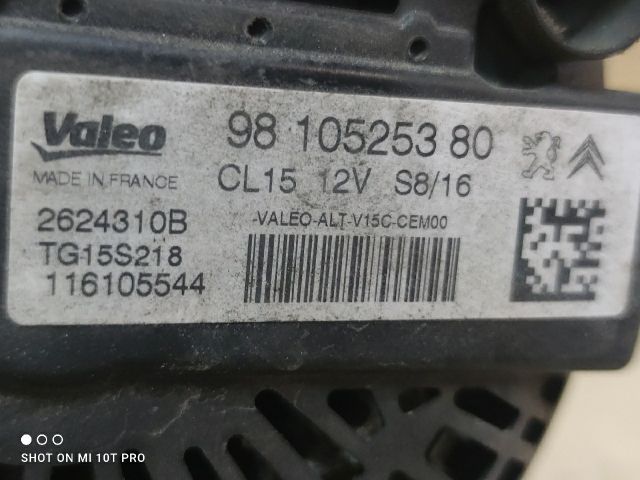 Valeo
98 105253 80
MADE IN FRANCE
CL15 12V S8/16
2624310B
-VALEO-ALT-V15C-CEM00
TG15S218
116105544
SHOT ON MI 10T PRO